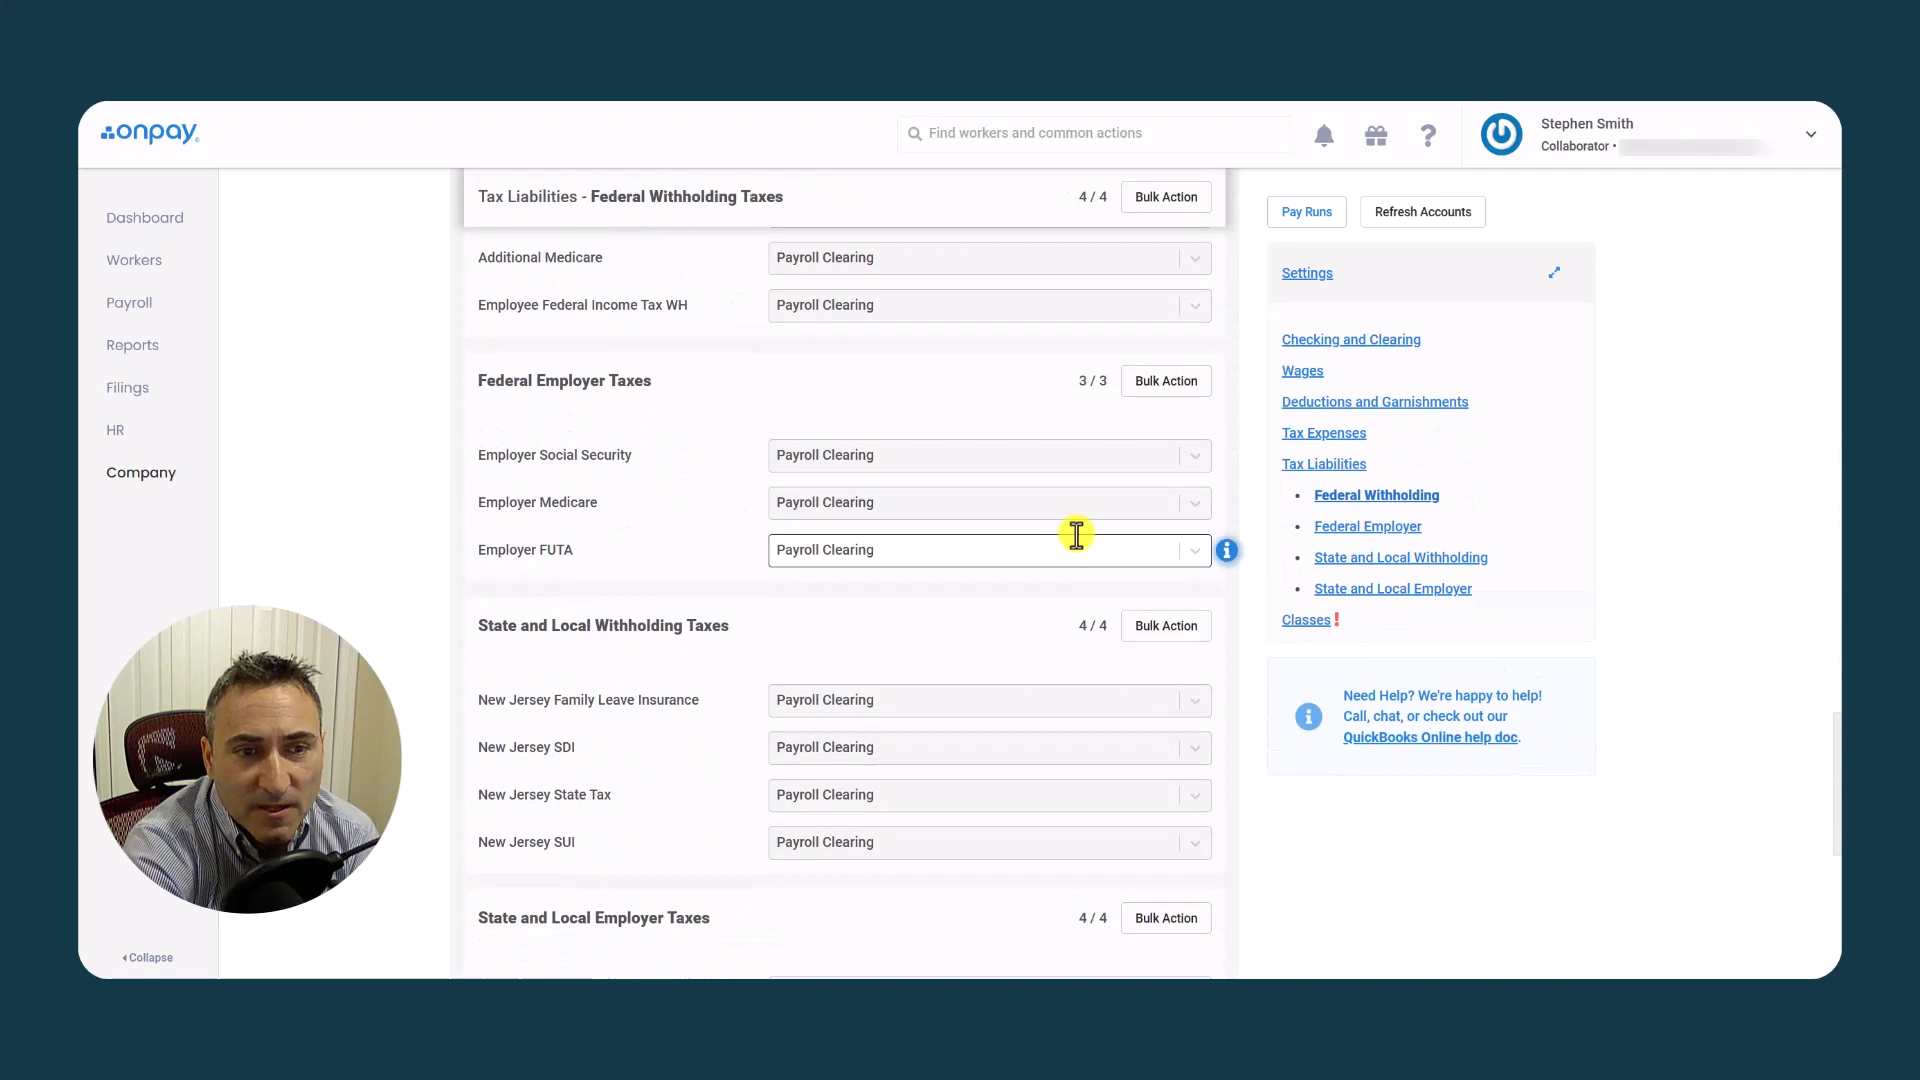 onpay
Find workers and common actions
Stephen Smith
Collaborator •
Dashboard
Workers
Payroll
Reports
Filings
HR
Company
Collapse
Tax Liabilities - Federal Withholding Taxes
4 / 4
Bulk Action
Additional Medicare
Payroll Clearing
Employee Federal Income Tax WH
Payroll Clearing
Federal Employer Taxes
3 / 3
Bulk Action
Employer Social Security
Payroll Clearing
Employer Medicare
Payroll Clearing
Employer FUTA
Payroll Clearing
State and Local Withholding Taxes
4 / 4
Bulk Action
New Jersey Family Leave Insurance
Payroll Clearing
New Jersey SDI
Payroll Clearing
New Jersey State Tax
Payroll Clearing
New Jersey SUI
Payroll Clearing
State and Local Employer Taxes
4 / 4
Bulk Action
Pay Runs
Refresh Accounts
Settings
Checking and Clearing
Wages
Deductions and Garnishments
Tax Expenses
Tax Liabilities
• Federal Withholding
• Federal Employer
• State and Local Withholding
• State and Local Employer
Classes!
Need Help? We're happy to help!
Call, chat, or check out our
QuickBooks Online help doc.